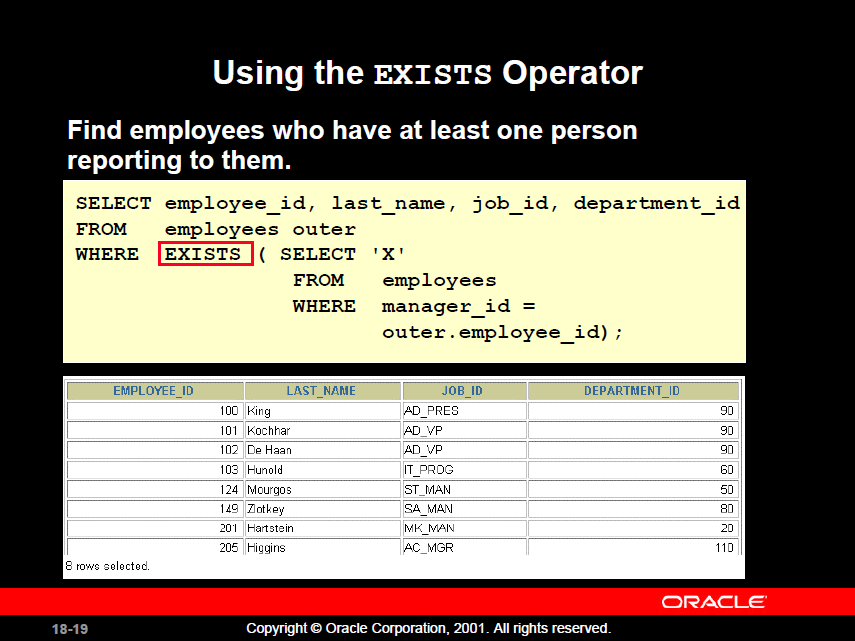 Using the EXISTS Operator
Find employees who have at least one person
reporting to them.
SELECT employee_id, last_name, job_id, department_id
FROM employees outer
WHERE EXISTS ( SELECT 'X'
FROM employees
WHERE manager_id =
outer.employee_id);
EMPLOYEE_ID LAST_NAME JOB_ID DEPARTMENT_ID
100 King AD_PRES 90
101 Kochhar AD_VP 90
102 De Haan AD_VP 90
103 Hunold IT_PROG 60
124 Mourgos ST_MAN 50
149 Zlotkey SA_MAN 80
201 Hartstein MK_MAN 20
205 Higgins AC_MGR 110
8 rows selected.
ORACLE
18-19 Copyright © Oracle Corporation, 2001. All rights reserved.